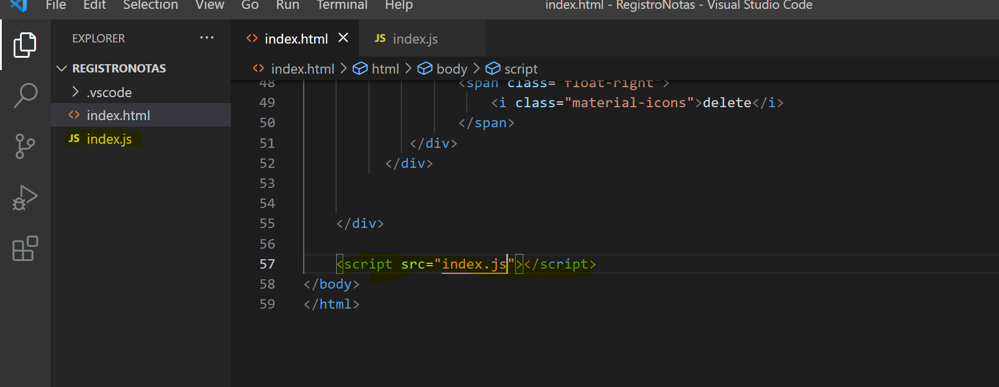 File Edit Selection View Go Run Terminal Help index.html - RegistroNotas - Visual Studio Code
EXPLORER ···
REGISTRONOTAS
.vscode
index.html
JS index.js
index.html JS index.js
index.html > html > body > script
48 <span class="float-right">
49 <i class="material-icons">delete</i>
50 </span>
51 </div>
52 </div>
53
54
55 </div>
56
57 <script src="index.js"></script>
58 </body>
59 </html>